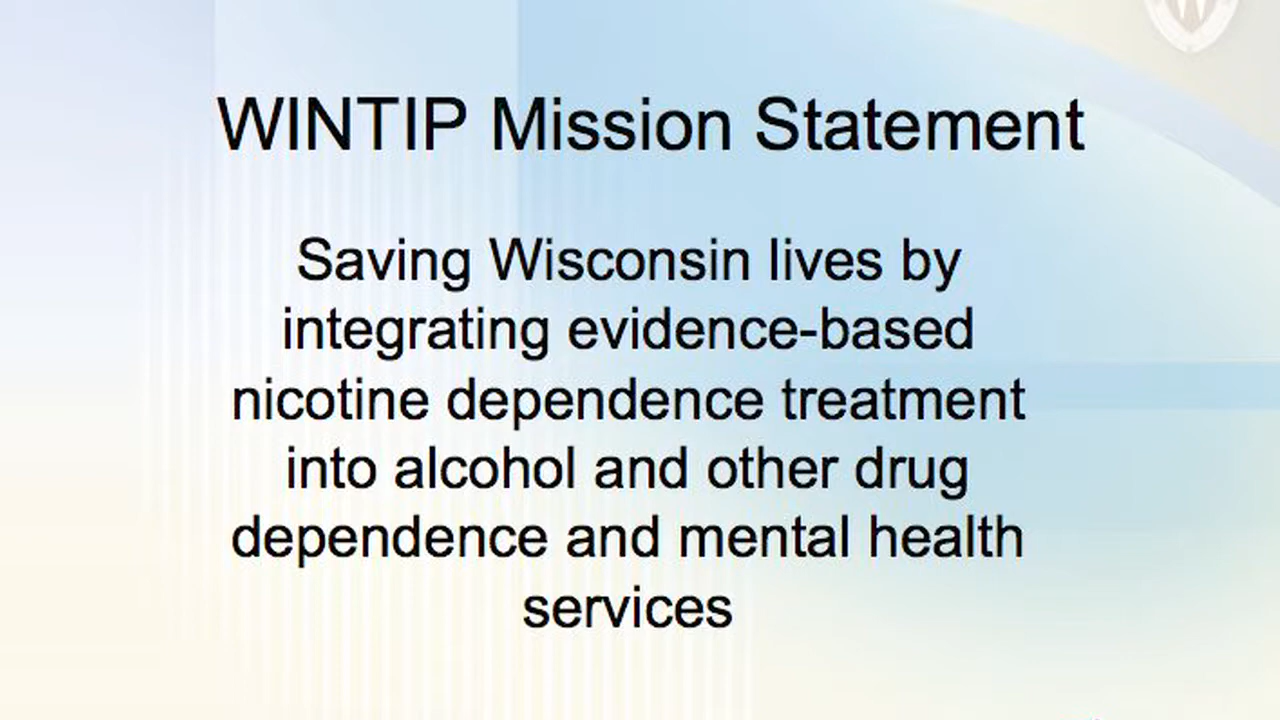 WINTIP Mission Statement
Saving Wisconsin lives by
integrating evidence-based
nicotine dependence treatment
into alcohol and other drug
dependence and mental health
services